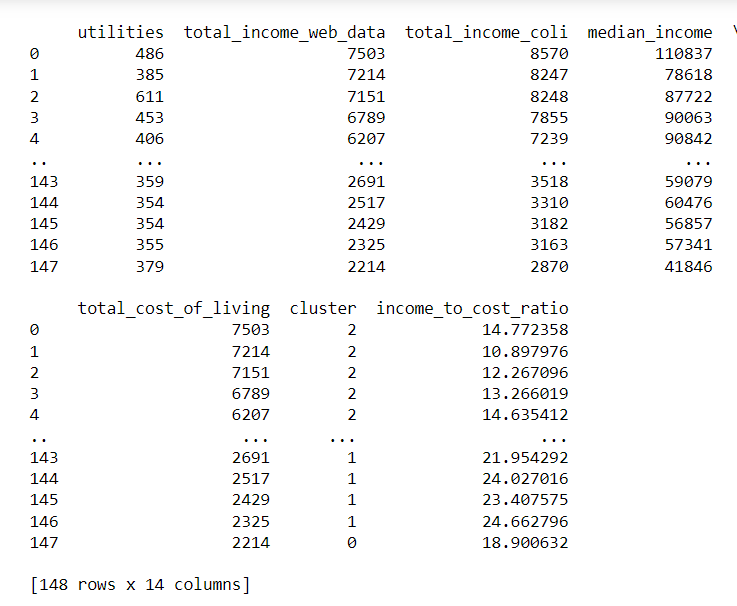 utilities total_income_web_data total_income_coli median_income \
0 486 7503 8570 110837
1 385 7214 8247 78618
2 611 7151 8248 87722
3 453 6789 7855 90063
4 406 6207 7239 90842
.. ... ... ... ...
143 359 2691 3518 59079
144 354 2517 3310 60476
145 354 2429 3182 56857
146 355 2325 3163 57341
147 379 2214 2870 41846
total_cost_of_living cluster income_to_cost_ratio
0 7503 2 14.772358
1 7214 2 10.897976
2 7151 2 12.267096
3 6789 2 13.266019
4 6207 2 14.635412
.. ... ... ...
143 2691 1 21.954292
144 2517 1 24.027016
145 2429 1 23.407575
146 2325 1 24.662796
147 2214 0 18.900632
[148 rows x 14 columns]